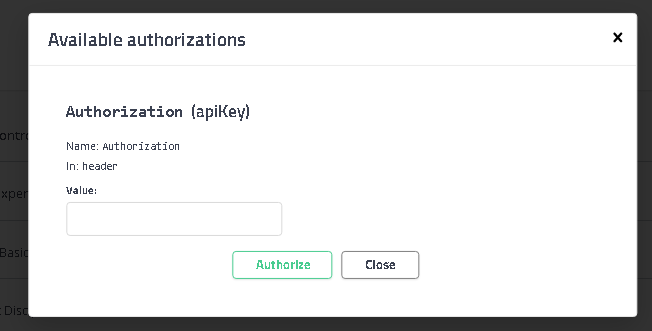 Available authorizations
Authorization (apiKey)
Name: Authorization
In: header
Value:
Authorize
Close
ontro
xper
Basic
Disc